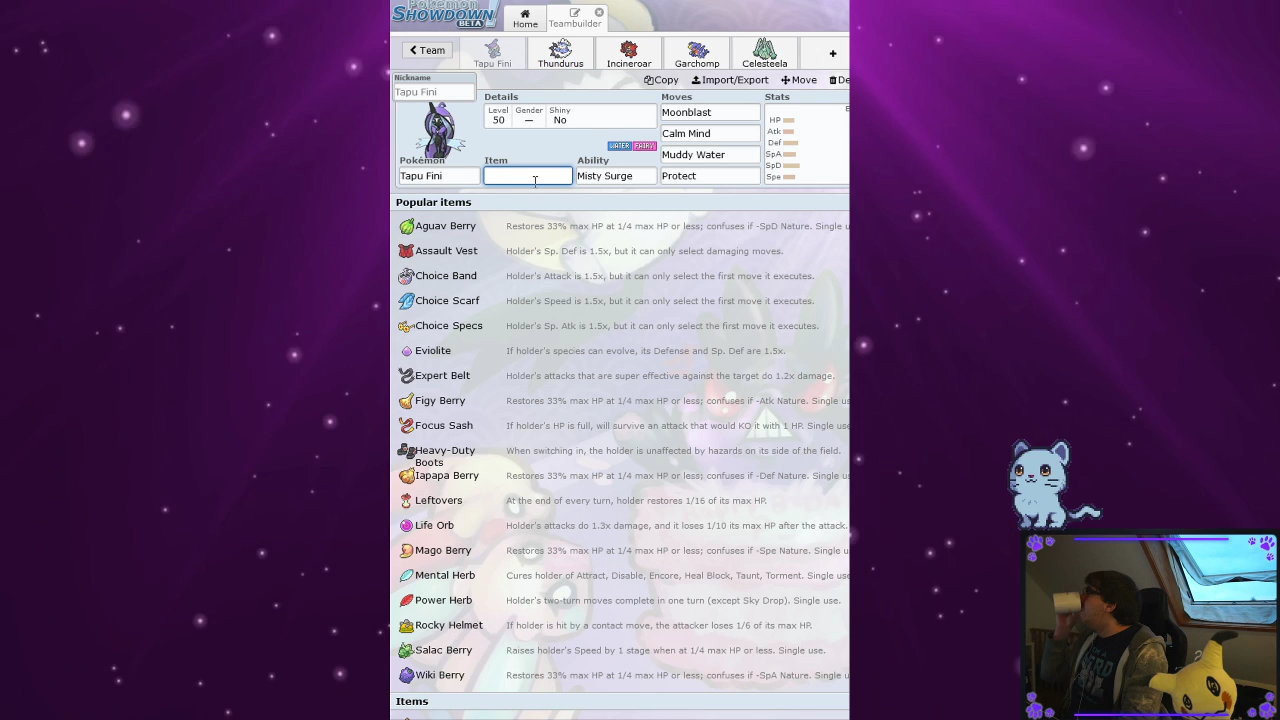 Pokémon
SHOWDOWN
BETA
Home
Teambuilder
Team
Tapu Fini
Thundurus
Incineroar
Garchomp
Celesteela
Copy
Import/Export
Move
De
Nickname
Tapu Fini
Details
Level
50
Gender
—
Shiny
No
WATER
FAIRY
Pokémon
Tapu Fini
Item
Ability
Misty Surge
Moves
Moonblast
Calm Mind
Muddy Water
Protect
Stats
E
HP
Atk
Def
SpA
SpD
Spe
Popular items
Aguav Berry Restores 33% max HP at 1/4 max HP or less; confuses if -SpD Nature. Single u
Assault Vest Holder's Sp. Def is 1.5x, but it can only select damaging moves.
Choice Band Holder's Attack is 1.5x, but it can only select the first move it executes.
Choice Scarf Holder's Speed is 1.5x, but it can only select the first move it executes.
Choice Specs Holder's Sp. Atk is 1.5x, but it can only select the first move it executes.
Eviolite If holder's species can evolve, its Defense and Sp. Def are 1.5x.
Expert Belt Holder's attacks that are super effective against the target do 1.2x damage.
Figy Berry Restores 33% max HP at 1/4 max HP or less; confuses if -Atk Nature. Single us
Focus Sash If holder's HP is full, will survive an attack that would KO it with 1 HP. Single use
Heavy-Duty Boots When switching in, the holder is unaffected by hazards on its side of the field.
Iapapa Berry Restores 33% max HP at 1/4 max HP or less; confuses if -Def Nature. Single u
Leftovers At the end of every turn, holder restores 1/16 of its max HP.
Life Orb Holder's attacks do 1.3x damage, and it loses 1/10 its max HP after the attack.
Mago Berry Restores 33% max HP at 1/4 max HP or less; confuses if -Spe Nature. Single u
Mental Herb Cures holder of Attract, Disable, Encore, Heal Block, Taunt, Torment. Single use
Power Herb Holder's two-turn moves complete in one turn (except Sky Drop). Single use.
Rocky Helmet If holder is hit by a contact move, the attacker loses 1/6 of its max HP.
Salac Berry Raises holder's Speed by 1 stage when at 1/4 max HP or less. Single use.
Wiki Berry Restores 33% max HP at 1/4 max HP or less; confuses if -SpA Nature. Single us
Items